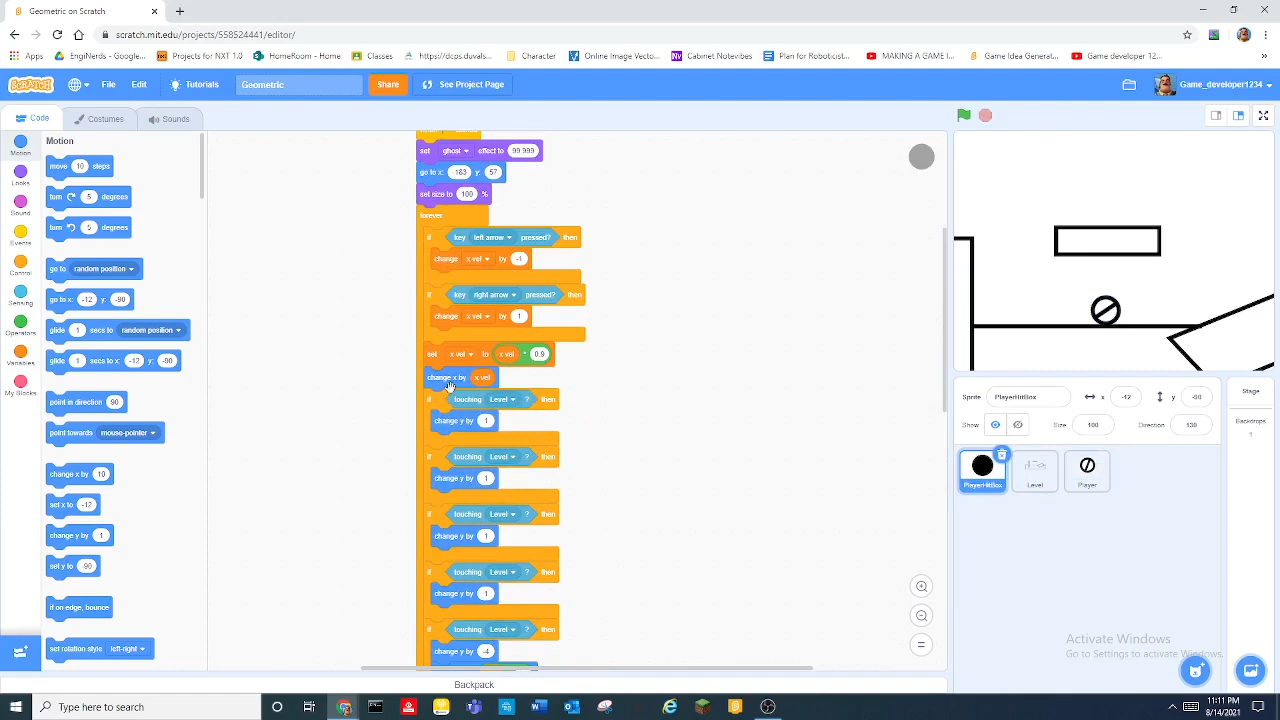 Geometric on Scratch
scratch.mit.edu/projects/558524441/editor/
Apps
EngiNerds - Google...
Projects for NXT 1.0
HomeRoom - Home
Classes
https://dcps.duvals...
Character
Online Image Vecto...
Cabinet Notevibes
Plan for Roboticist...
MAKING A GAME I...
Game Idea Generat...
Game developer 12...
SCRATCH
File
Edit
Tutorials
Geometric
Share
See Project Page
Game_developer1234
Code
Costumes
Sounds
Motion
Looks
Sound
Events
Control
Sensing
Operators
Variables
My Blocks
Motion
move 10 steps
turn 5 degrees
turn 5 degrees
go to random position
go to x: -12 y: -90
glide 1 secs to random position
glide 1 secs to x: -12 y: -90
point in direction 90
point towards mouse-pointer
change x by 10
set x to -12
change y by 1
set y to 90
if on edge, bounce
set rotation style left-right
set ghost effect to 99 999
go to x: 183 y: 57
set size to 100 %
forever
if key left arrow pressed? then
change x vel by -1
if key right arrow pressed? then
change x vel by 1
set x vel to x vel * 0.9
change x by x vel
if touching Level ? then
change y by 1
if touching Level ? then
change y by 1
if touching Level ? then
change y by 1
if touching Level ? then
change y by 1
if touching Level ? then
change y by -4
Backpack
Sprite PlayerHitBox x -12 y -90
Show Size 100 Direction 130
PlayerHitBox
Level
Player
Stage
Backdrops
1
Activate Windows
Go to Settings to activate Windows.
Type here to search
11:11 PM
8/14/2021